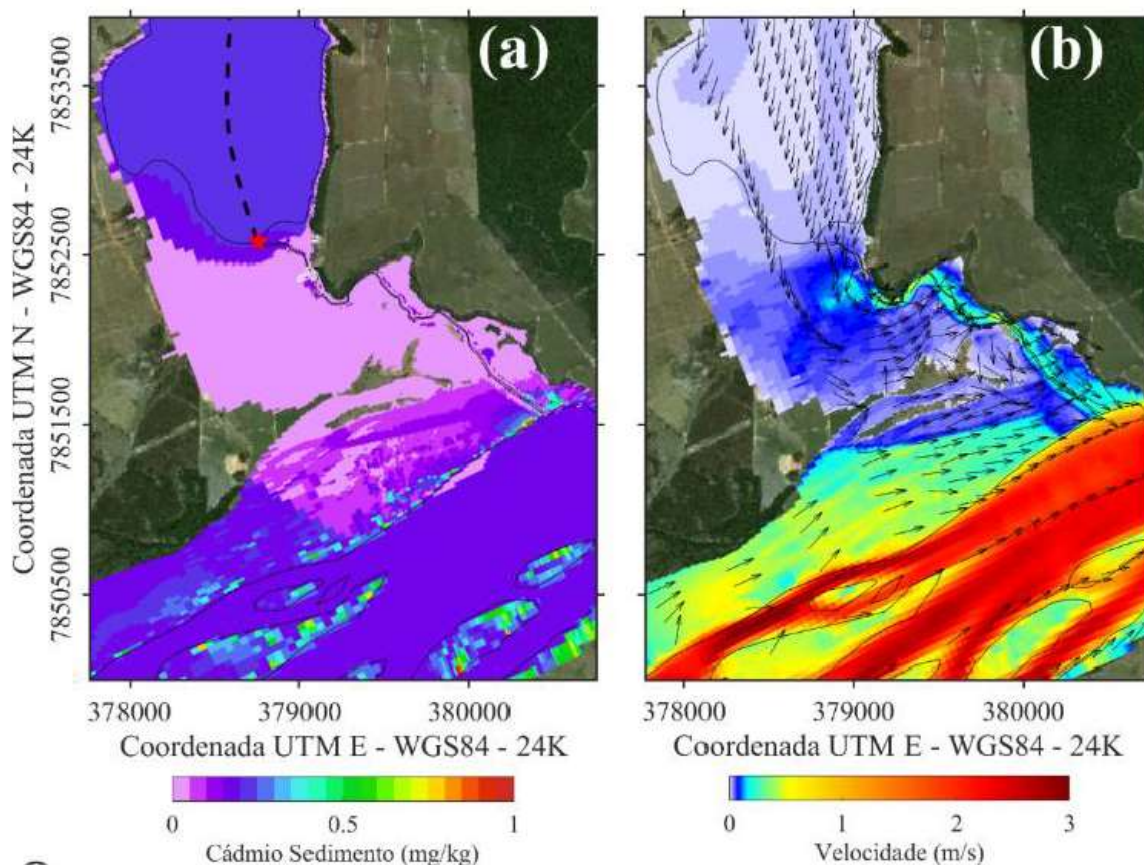 (a)
(b)
Coordenada UTM N - WGS84 - 24K
7853500
7852500
7851500
7850500
378000 379000 380000
378000 379000 380000
Coordenada UTM E - WGS84 - 24K
Coordenada UTM E - WGS84 - 24K
0 0.5 1
Cádmio Sedimento (mg/kg)
0 1 2 3
Velocidade (m/s)